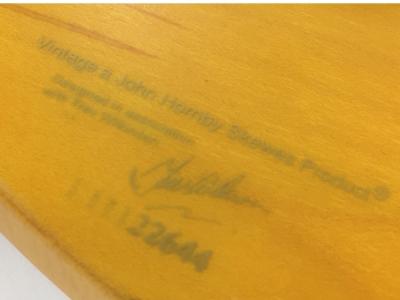 Vintage a John Hornby Skewes Product®
Designed in association
with Trev Wilkinson
22644